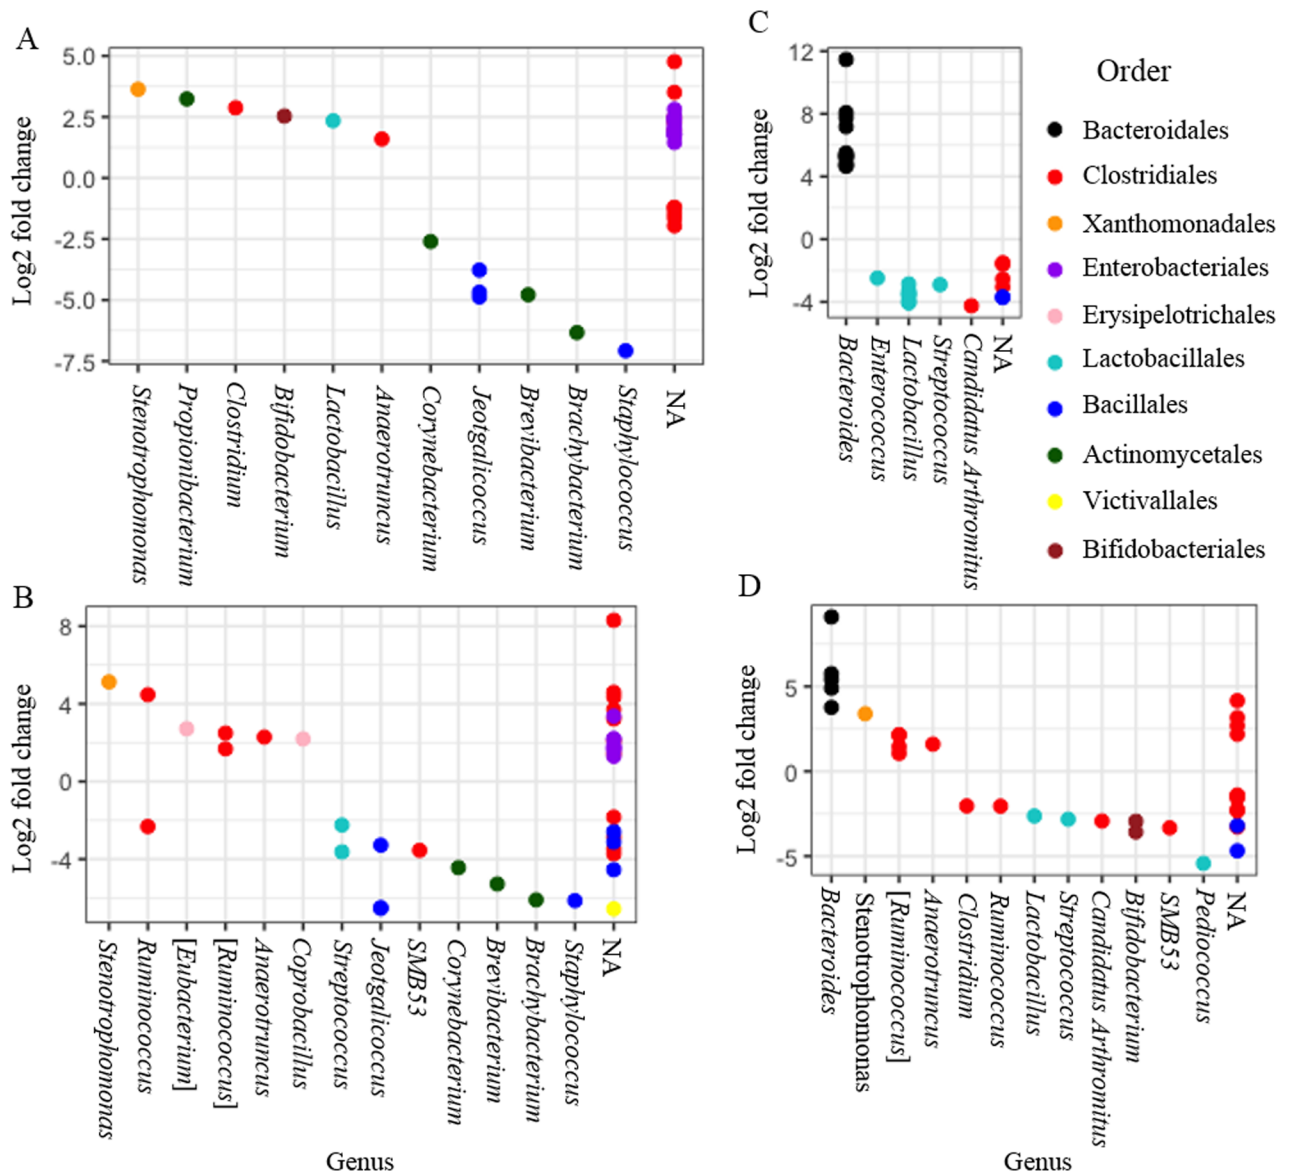 A
Log2 fold change
5.0
2.5
0.0
-2.5
-5.0
-7.5
Stenotrophomonas
Propionibacterium
Clostridium
Bifidobacterium
Lactobacillus
Anaerotruncus
Corynebacterium
Jeotgalicoccus
Brevibacterium
Brachybacterium
Staphylococcus
NA
C
Log2 fold change
12
8
4
0
-4
Bacteroides
Enterococcus
Lactobacillus
Streptococcus
Candidatus Arthromitus
NA
Order
Bacteroidales
Clostridiales
Xanthomonadales
Enterobacteriales
Erysipelotrichales
Lactobacillales
Bacillales
Actinomycetales
Victivallales
Bifidobacteriales
B
Log2 fold change
8
4
0
-4
Stenotrophomonas
Ruminococcus
[Eubacterium]
[Ruminococcus]
Anaerotruncus
Coprobacillus
Streptococcus
Jeotgalicoccus
SMB53
Corynebacterium
Brevibacterium
Brachybacterium
Staphylococcus
NA
Genus
D
Log2 fold change
5
0
-5
Bacteroides
Stenotrophomonas
[Ruminococcus]
Anaerotruncus
Clostridium
Ruminococcus
Lactobacillus
Streptococcus
Candidatus Arthromitus
Bifidobacterium
SMB53
Pediococcus
NA
Genus